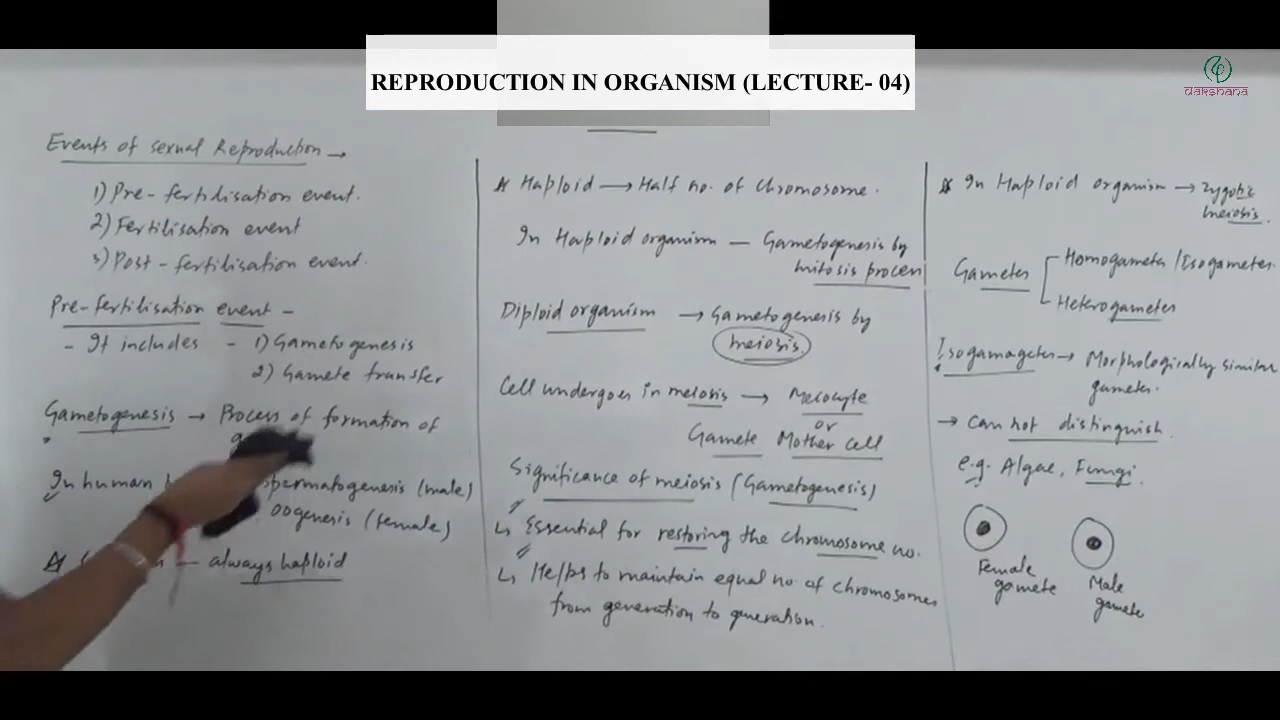 REPRODUCTION IN ORGANISM (LECTURE- 04)
dakshana
Events of sexual Reproduction →
1) Pre-fertilisation event.
2) Fertilisation event
3) Post-fertilisation event.
Pre-fertilisation event -
- It includes - 1) Gametogenesis
2) Gamete transfer
Gametogenesis → Process of formation of
In human
spermatogenesis (male)
oogenesis (female)
— always haploid
Haploid → Half no. of chromosome.
In Haploid organism — Gametogenesis by
mitosis process
Diploid organism → Gametogenesis by
meiosis.
Cell undergoes in meiosis → Meiocyte
or
Gamete Mother cell
Significance of meiosis (Gametogenesis)
↳ Essential for restoring the chromosome no.
↳ Helps to maintain equal no. of chromosomes
from generation to generation.
In Haploid organism → zygotic
meiosis.
Gametes
Homogametes/Isogametes.
Heterogametes
Isogamaetes → Morphologically similar
gametes.
→ Can not distinguish.
e.g. Algae, Fungi.
Female
gamete
Male
gamete